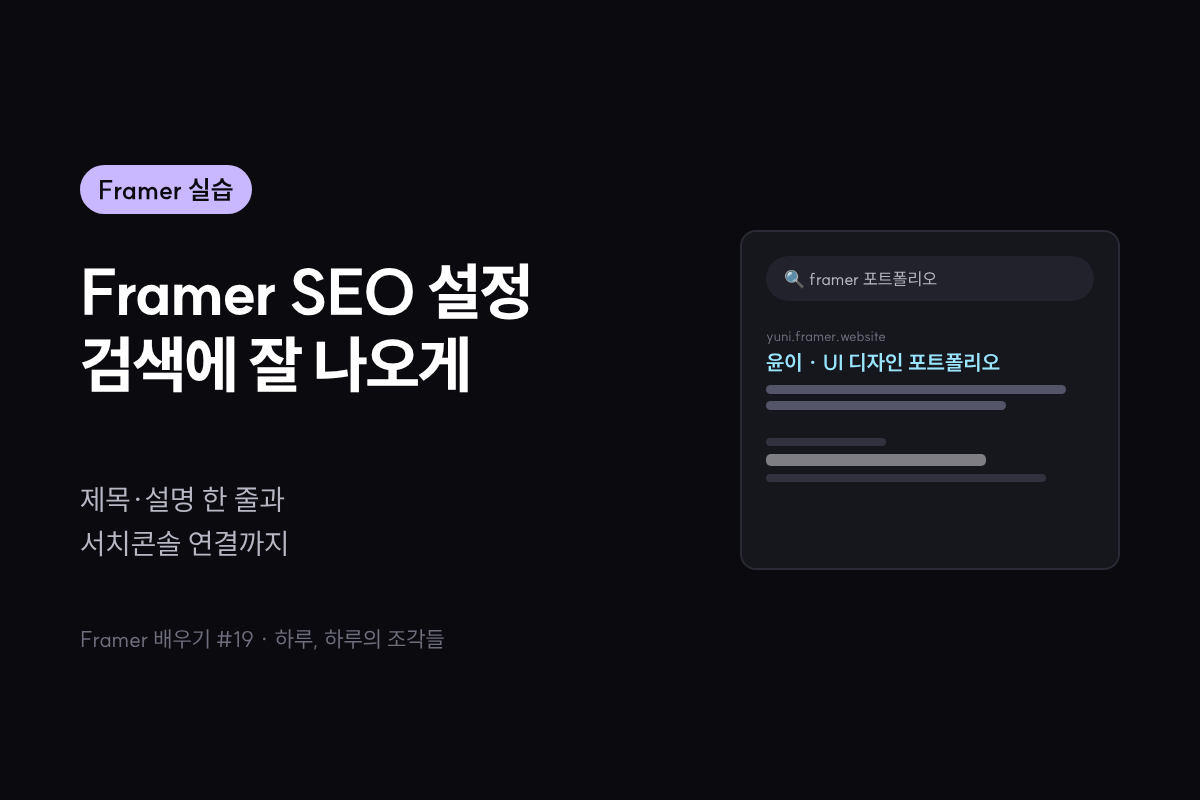 Framer 실습
Framer SEO 설정
검색에 잘 나오게
제목·설명 한 줄과
서치콘솔 연결까지
Framer 배우기 #19 · 하루, 하루의 조각들
🔍 framer 포트폴리오
yuni.framer.website
윤이 · UI 디자인 포트폴리오